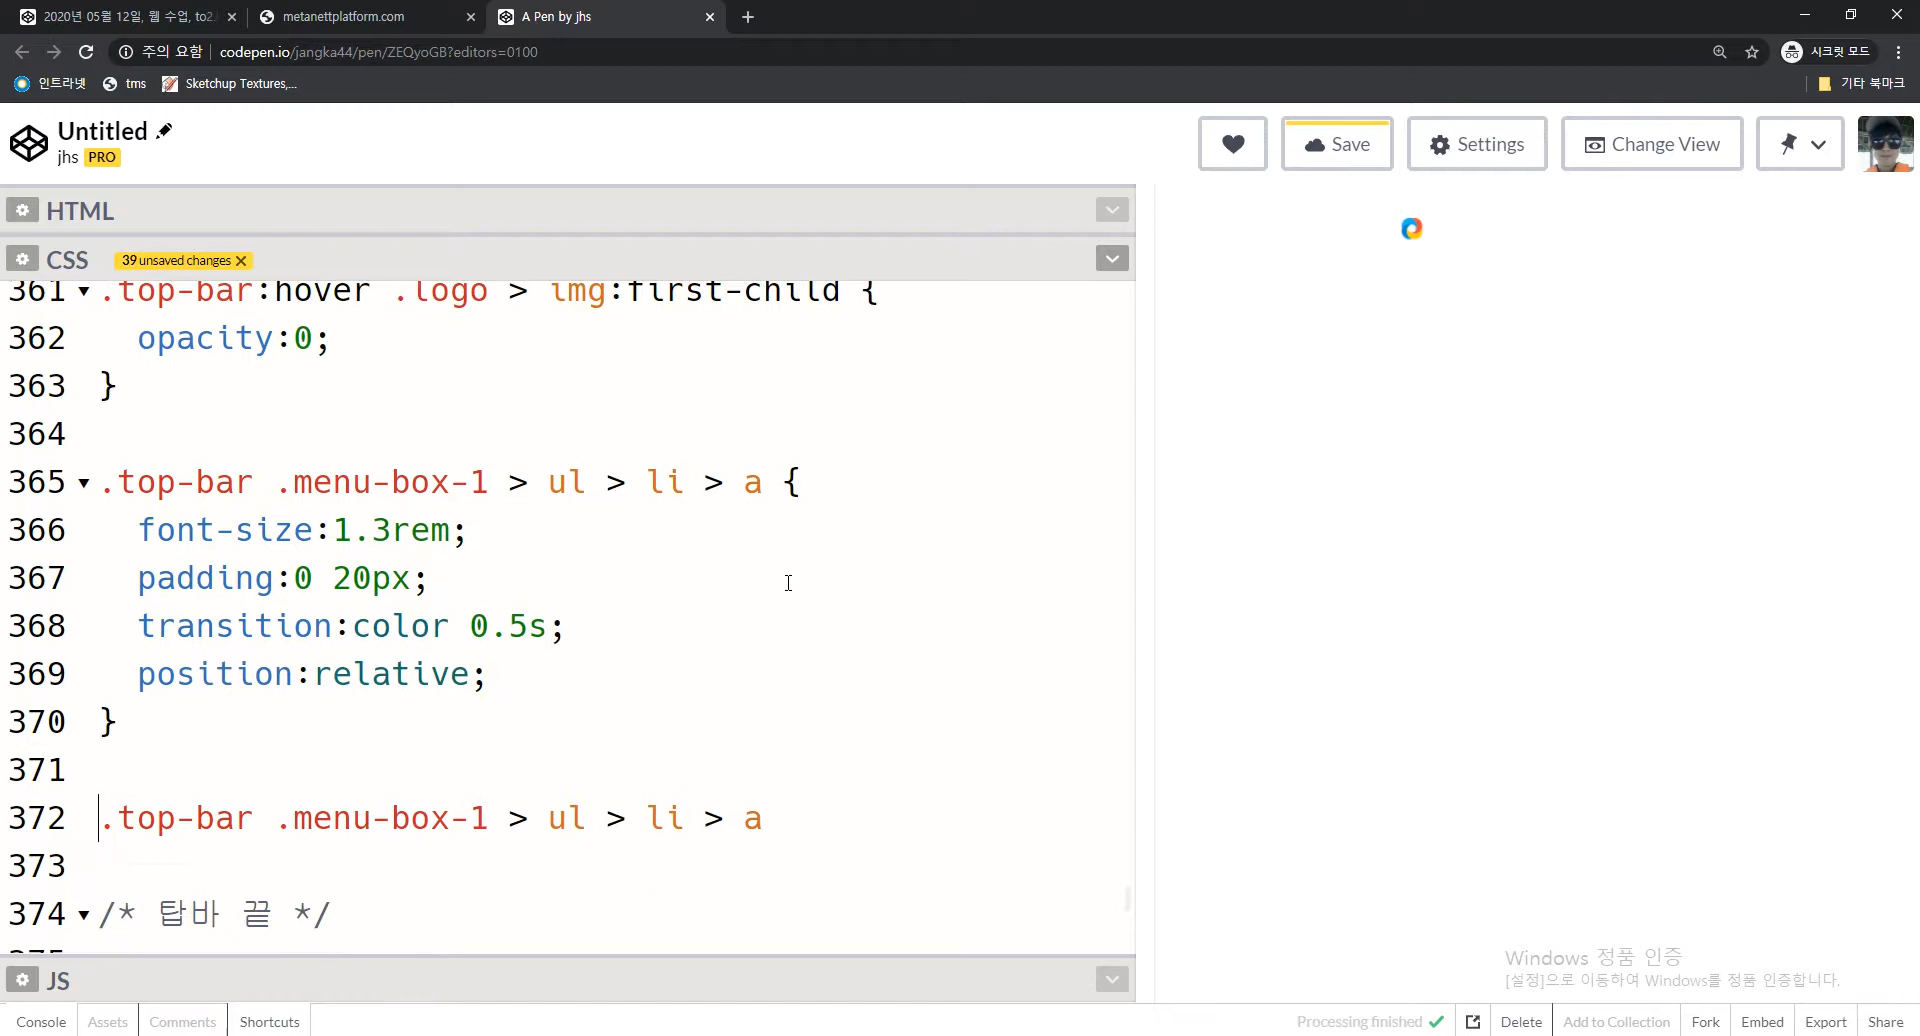 2020년 05월 12일, 웹 수업, to2.
metanettplatform.com
A Pen by jhs
주의 요함 | codepen.io/jangka44/pen/ZEQyoGB?editors=0100
시크릿 모드
인트라넷
tms
Sketchup Textures,...
기타 북마크
Untitled
jhs PRO
Save
Settings
Change View
HTML
CSS
39 unsaved changes
361 .top-bar:hover .logo > img:first-child {
362 opacity:0;
363 }
364
365 .top-bar .menu-box-1 > ul > li > a {
366 font-size:1.3rem;
367 padding:0 20px;
368 transition:color 0.5s;
369 position:relative;
370 }
371
372 .top-bar .menu-box-1 > ul > li > a
373
374 /* 탑바 끝 */
375
JS
Windows 정품 인증
[설정]으로 이동하여 Windows를 정품 인증합니다.
Console
Assets
Comments
Shortcuts
Processing finished
Delete
Add to Collection
Fork
Embed
Export
Share